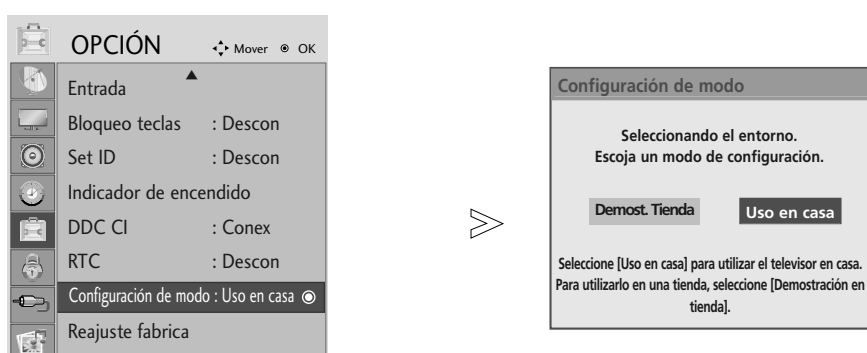 OPCIÓN
Mover OK
Entrada
Bloqueo teclas : Descon
Set ID : Descon
Indicador de encendido
DDC CI : Conex
RTC : Descon
Configuración de modo : Uso en casa
Reajuste fabrica
Configuración de modo
Seleccionando el entorno.
Escoja un modo de configuración.
Demost. Tienda Uso en casa
Seleccione [Uso en casa] para utilizar el televisor en casa.
Para utilizarlo en una tienda, seleccione [Demostración en
tienda].